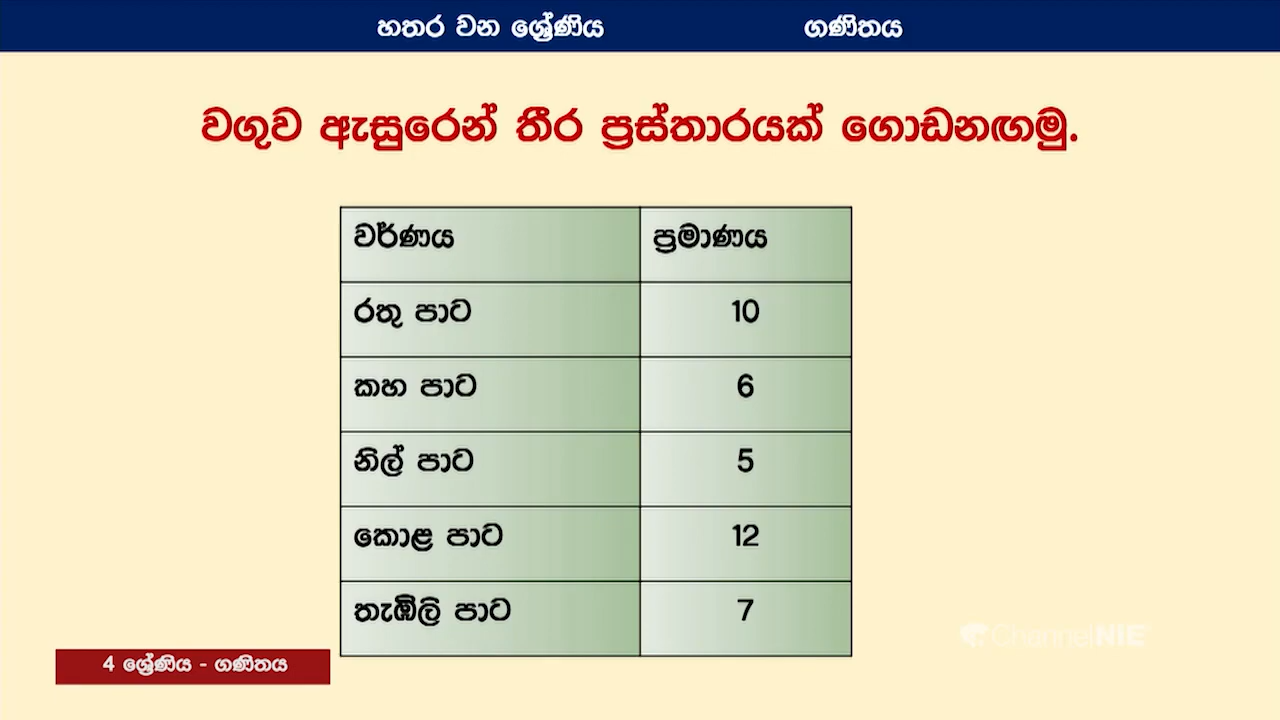 හතර වන ශ්‍රේණිය ගණිතය
වගුව ඇසුරෙන් තීර ප්‍රස්තාරයක් ගොඩනඟමු.
වර්ණය ප්‍රමාණය
රතු පාට 10
කහ පාට 6
නිල් පාට 5
කොළ පාට 12
තැඹිලි පාට 7
ChannelNIE
4 ශ්‍රේණිය - ගණිතය